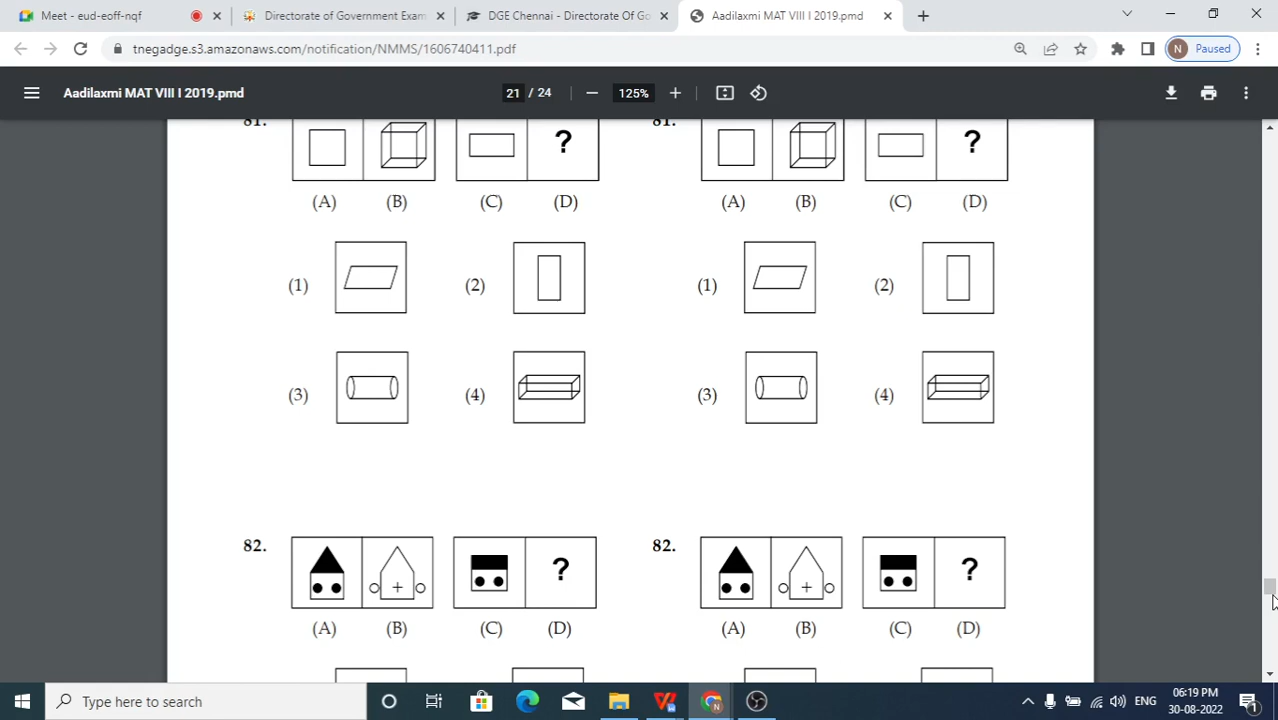 Meet - eud-eoff-nqf
Directorate of Government Exam
DGE Chennai - Directorate Of Go
Aadilaxmi MAT VIII I 2019.pmd
tnegadge.s3.amazonaws.com/notification/NMMS/1606740411.pdf
N Paused
Aadilaxmi MAT VIII I 2019.pmd
21 / 24
125%
81. ? 81. ?
(A) (B) (C) (D) (A) (B) (C) (D)
(1) (2) (1) (2)
(3) (4) (3) (4)
82. + ? 82. + ?
(A) (B) (C) (D) (A) (B) (C) (D)
Type here to search
ENG
06:19 PM
30-08-2022
1